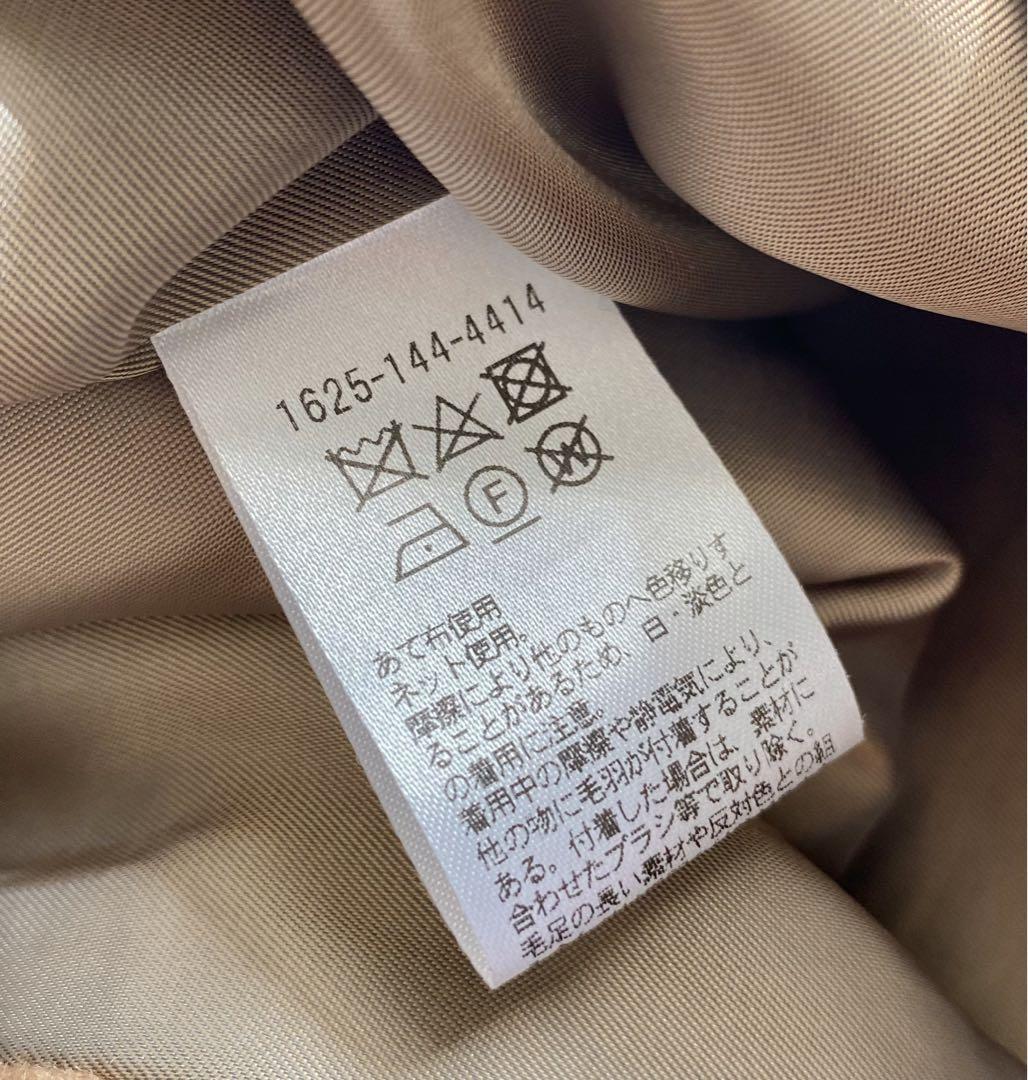 1625-144-4414
F
W
あて布使用
ネット使用。
摩擦により他のものへ色移りす
ることがあるため、白・淡色と
の着用に注意。
着用中の摩擦や静電気により、
他の物に毛羽が付着することが
ある。付着した場合は、素材に
合わせたブラシ等で取り除く。
毛足の長い素材や反対色との組